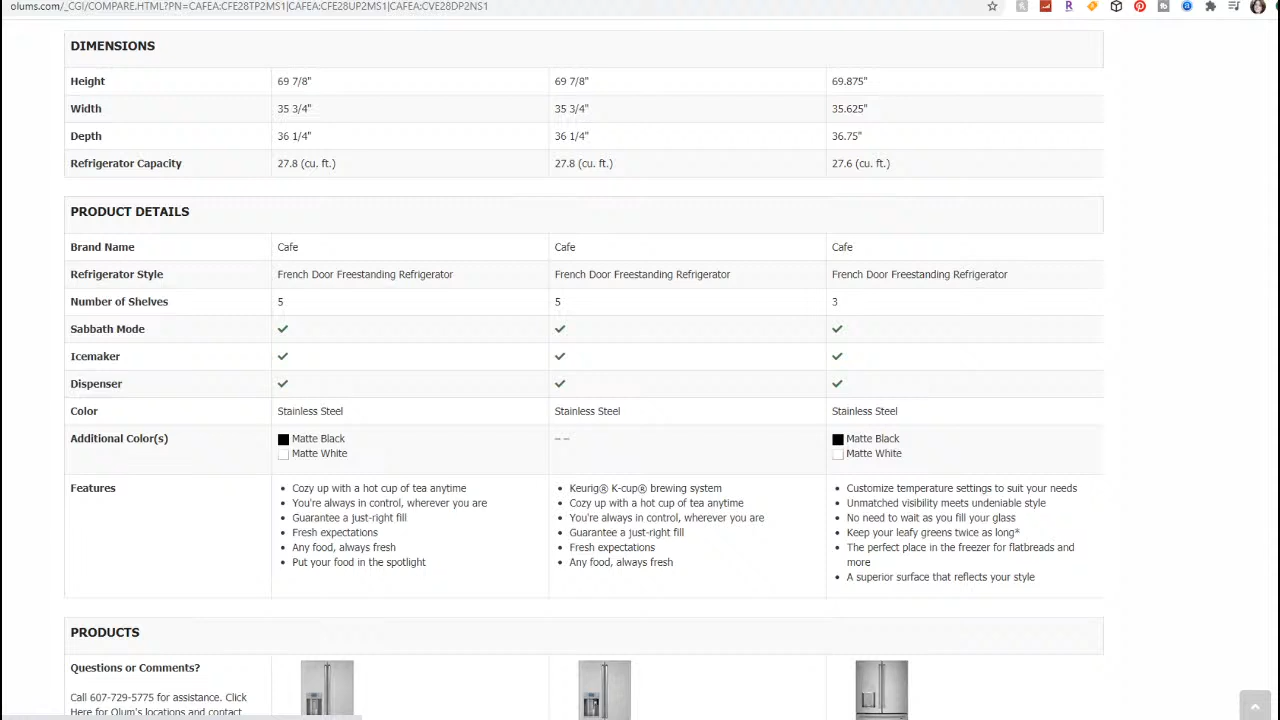 olums.com/_CGI/COMPARE.HTML?PN=CAFEA:CFE28TP2MS1|CAFEA:CFE28UP2MS1|CAFEA:CVE28DP2NS1
DIMENSIONS
Height 69 7/8" 69 7/8" 69.875"
Width 35 3/4" 35 3/4" 35.625"
Depth 36 1/4" 36 1/4" 36.75"
Refrigerator Capacity 27.8 (cu. ft.) 27.8 (cu. ft.) 27.6 (cu. ft.)
PRODUCT DETAILS
Brand Name Cafe Cafe Cafe
Refrigerator Style French Door Freestanding Refrigerator French Door Freestanding Refrigerator French Door Freestanding Refrigerator
Number of Shelves 5 5 3
Sabbath Mode
Icemaker
Dispenser
Color Stainless Steel Stainless Steel Stainless Steel
Additional Color(s) Matte Black – – Matte Black
Matte White Matte White
Features • Cozy up with a hot cup of tea anytime • Keurig® K-cup® brewing system • Customize temperature settings to suit your needs
• You're always in control, wherever you are • Cozy up with a hot cup of tea anytime • Unmatched visibility meets undeniable style
• Guarantee a just-right fill • You're always in control, wherever you are • No need to wait as you fill your glass
• Fresh expectations • Guarantee a just-right fill • Keep your leafy greens twice as long*
• Any food, always fresh • Fresh expectations • The perfect place in the freezer for flatbreads and
• Put your food in the spotlight • Any food, always fresh more
• A superior surface that reflects your style
PRODUCTS
Questions or Comments?
Call 607-729-5775 for assistance. Click
Here for Olum's locations and contact